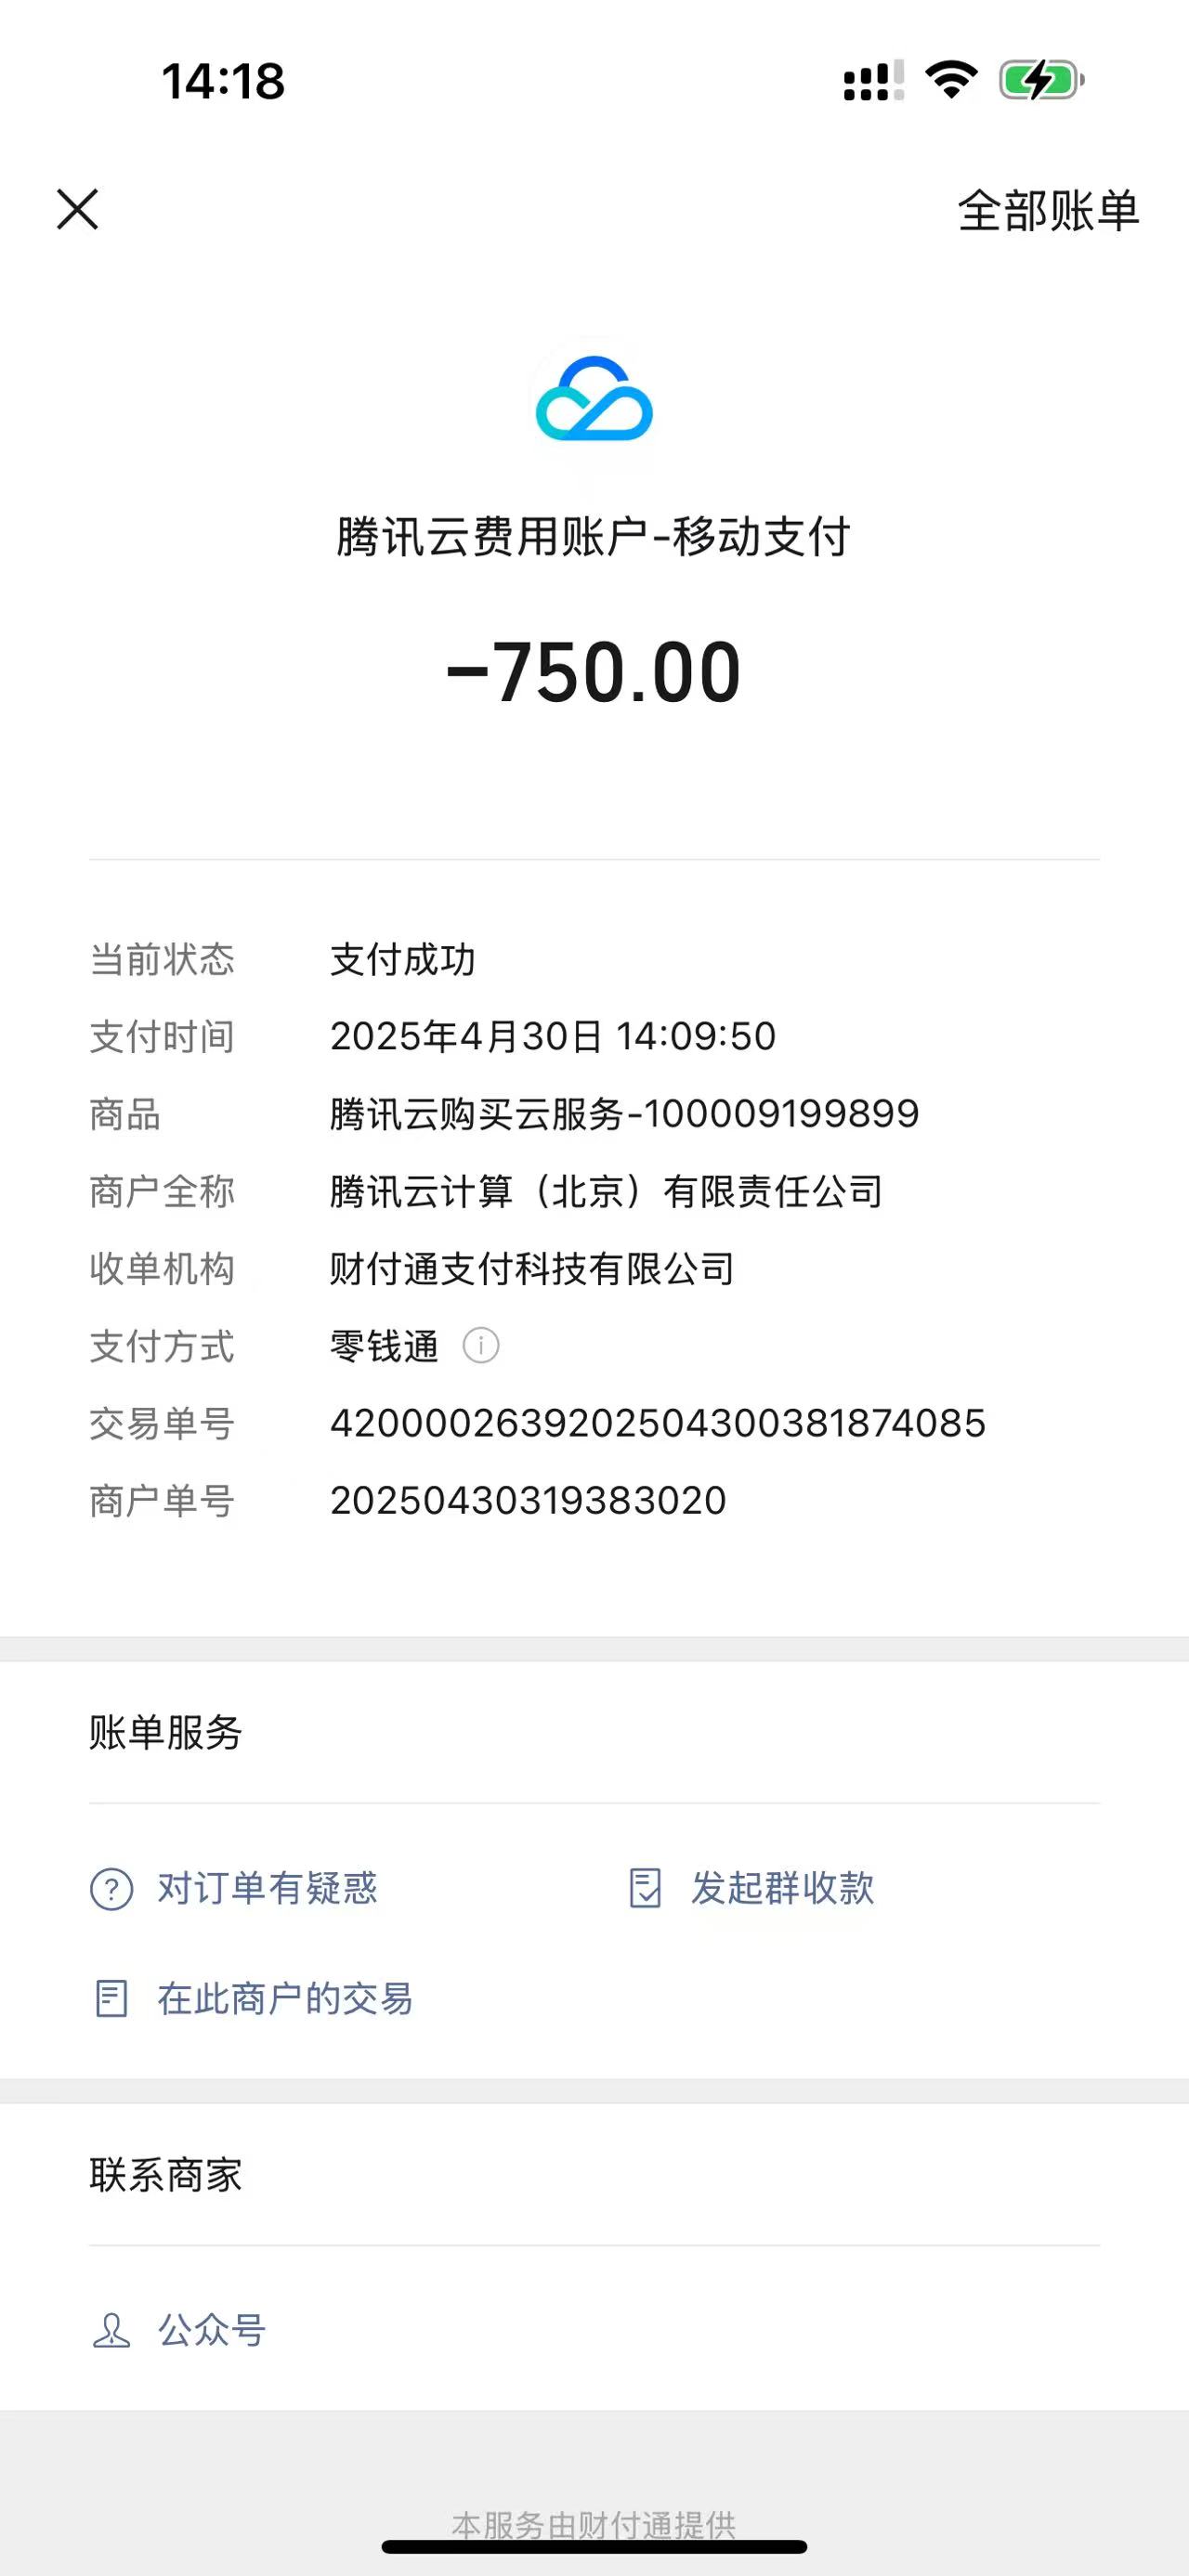 14:18
全部账单
腾讯云费用账户-移动支付
-750.00
当前状态 支付成功
支付时间 2025年4月30日 14:09:50
商品 腾讯云购买云服务-100009199899
商户全称 腾讯云计算（北京）有限责任公司
收单机构 财付通支付科技有限公司
支付方式 零钱通
交易单号 4200002639202504300381874085
商户单号 20250430319383020
账单服务
对订单有疑惑 发起群收款
在此商户的交易
联系商家
公众号
本服务由财付通提供